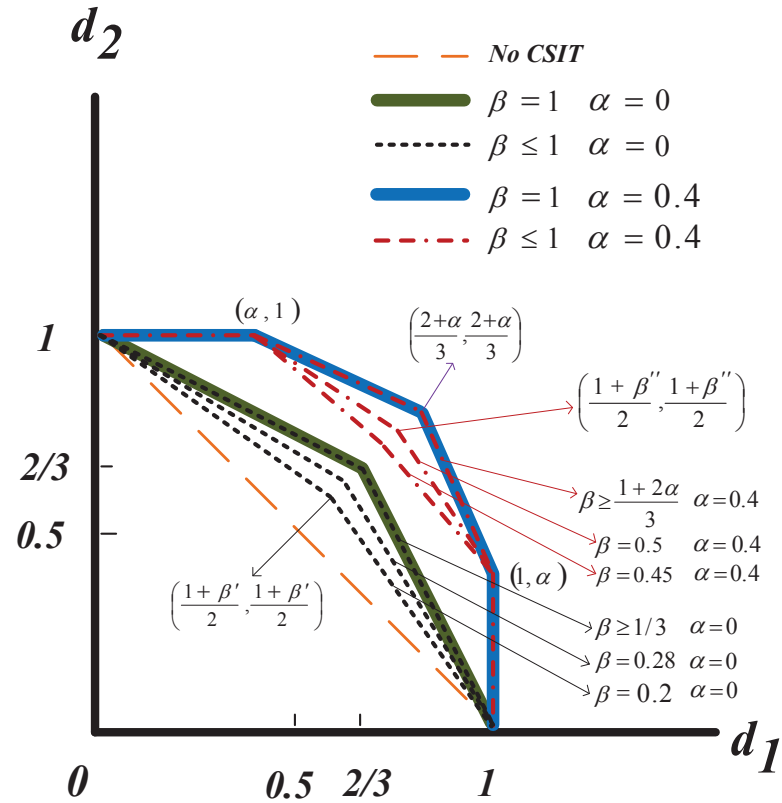 d_2
No CSIT
β = 1 α = 0
β ≤ 1 α = 0
β = 1 α = 0.4
β ≤ 1 α = 0.4
(α , 1)
1
(2+α/3 , 2+α/3)
(1 + β''/2 , 1 + β''/2)
2/3
β ≥ 1 + 2α/3 α = 0.4
0.5
β = 0.5 α = 0.4
(1, α)
β = 0.45 α = 0.4
(1 + β'/2 , 1 + β'/2)
β ≥ 1/3 α = 0
β = 0.28 α = 0
β = 0.2 α = 0
d_1
0 0.5 2/3 1